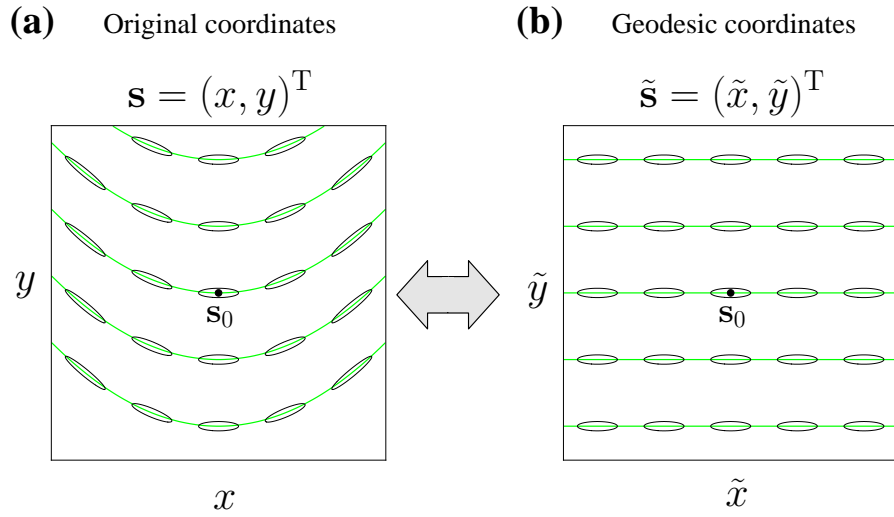 (a) Original coordinates
𝐬 = (x, y)ᵀ
y
𝐬₀
x
(b) Geodesic coordinates
𝐬̃ = (x̃, ỹ)ᵀ
ỹ
𝐬₀
x̃